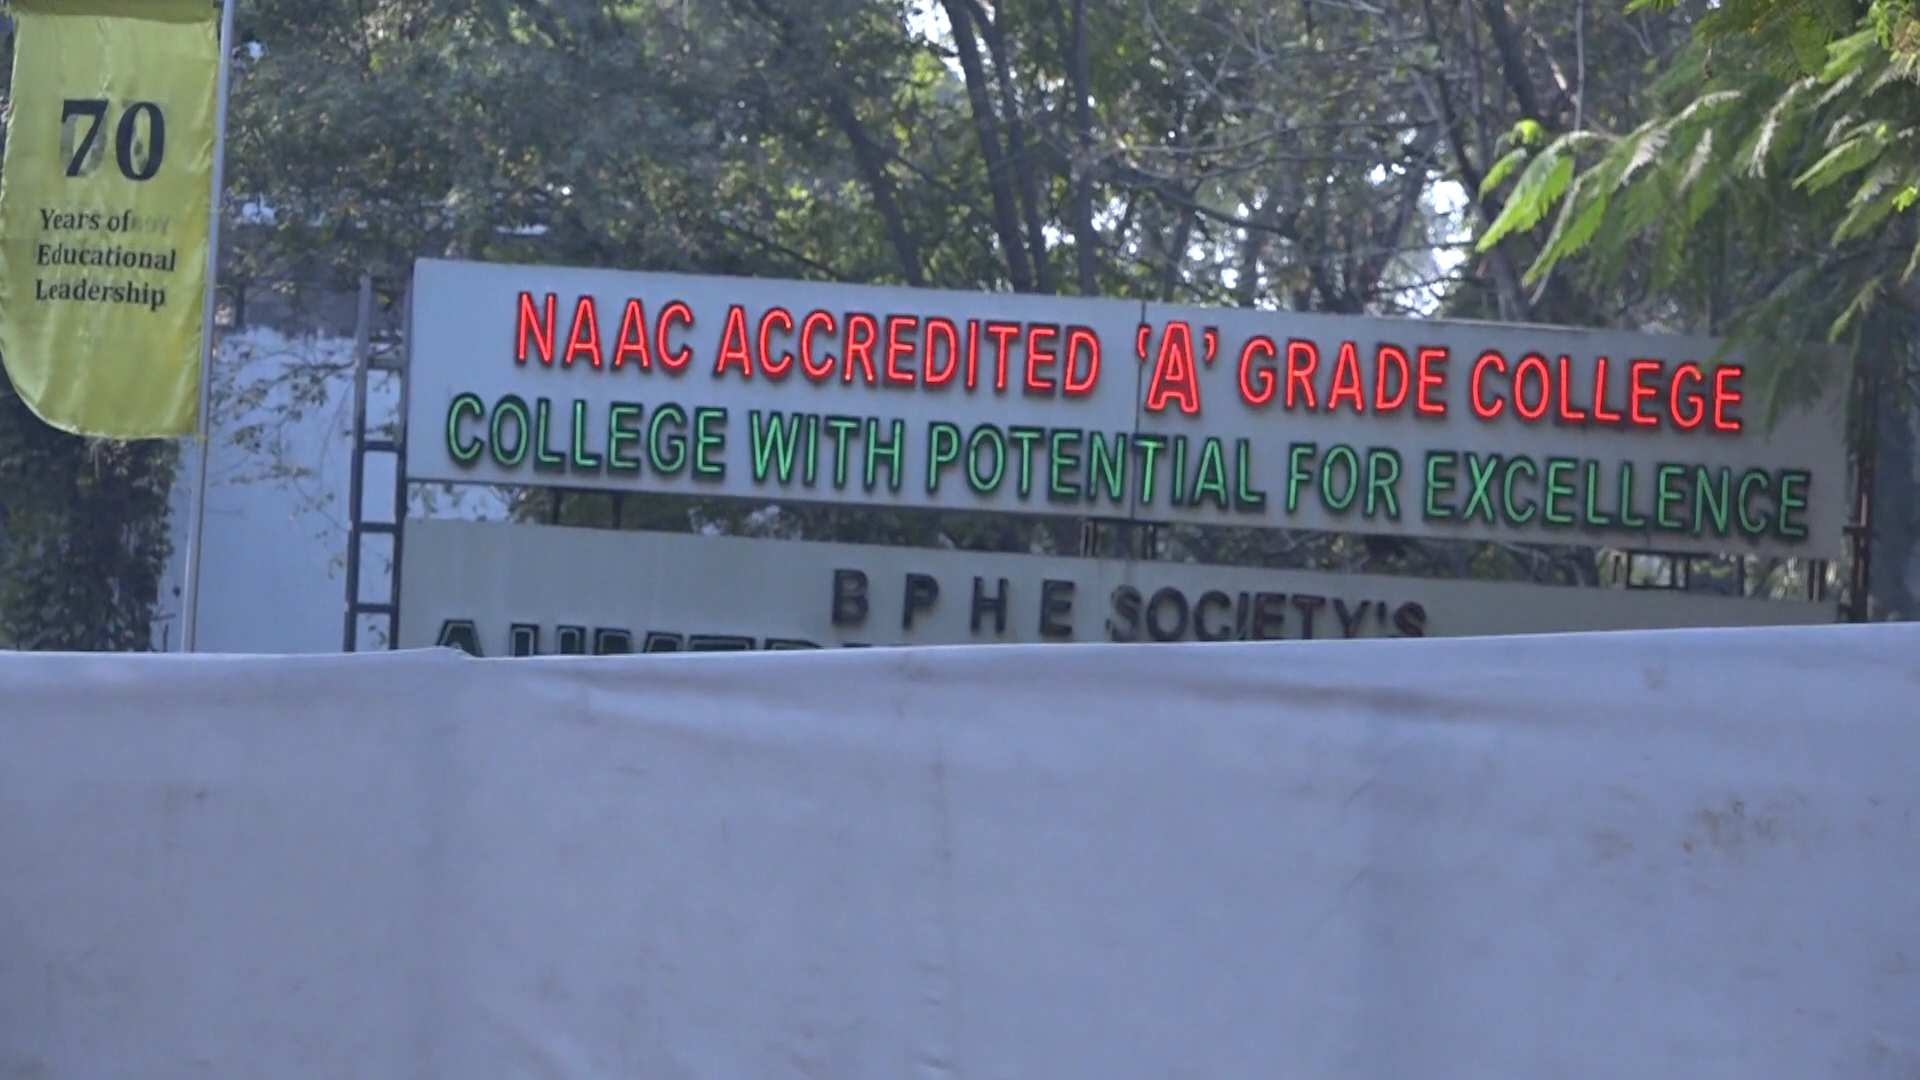 70
Years of
Educational
Leadership
NAAC ACCREDITED 'A' GRADE COLLEGE
COLLEGE WITH POTENTIAL FOR EXCELLENCE
B P H E SOCIETY'S